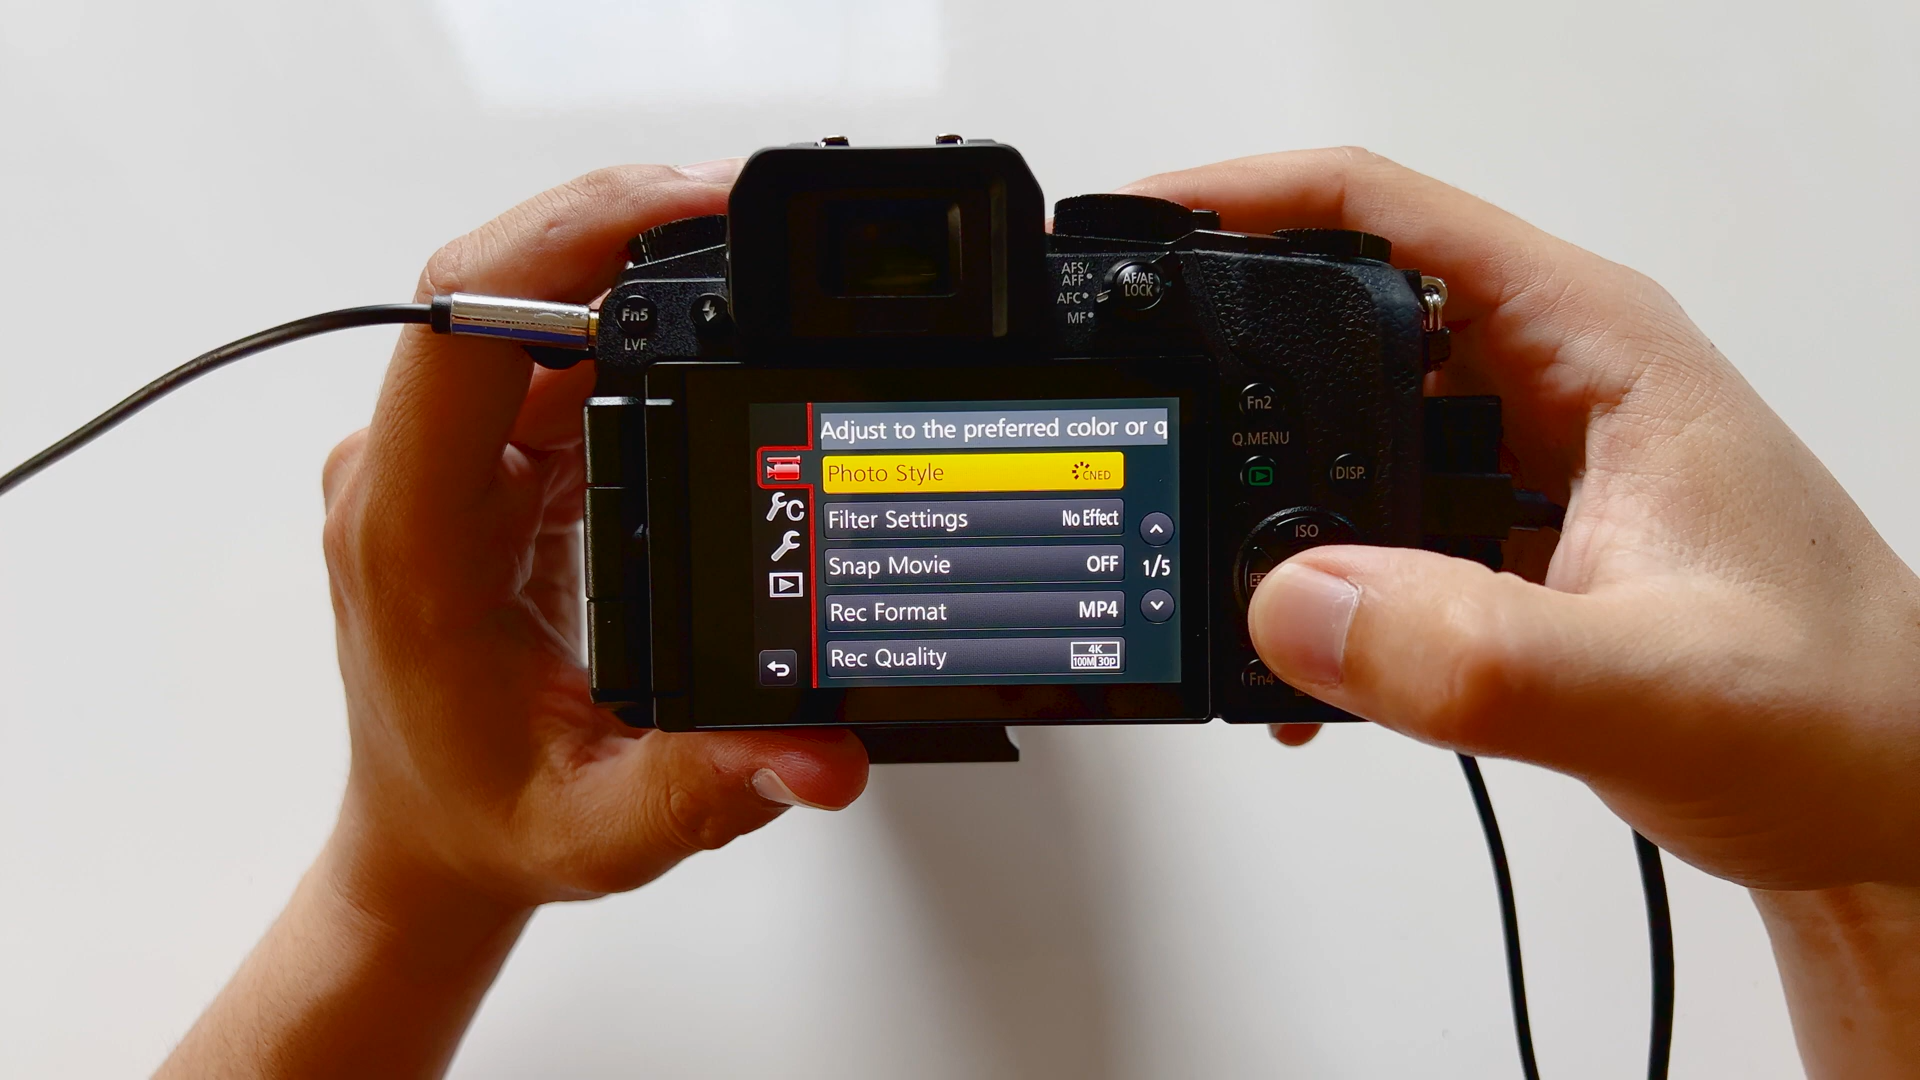 Fn5
LVF
AFS/
AFF
AFC
MF
AF/AE
LOCK
Fn2
Q.MENU
DISP.
ISO
Fn4
Adjust to the preferred color or q
Photo Style CNED
Filter Settings No Effect
Snap Movie OFF
Rec Format MP4
Rec Quality 4K 100M 30p
1/5
C